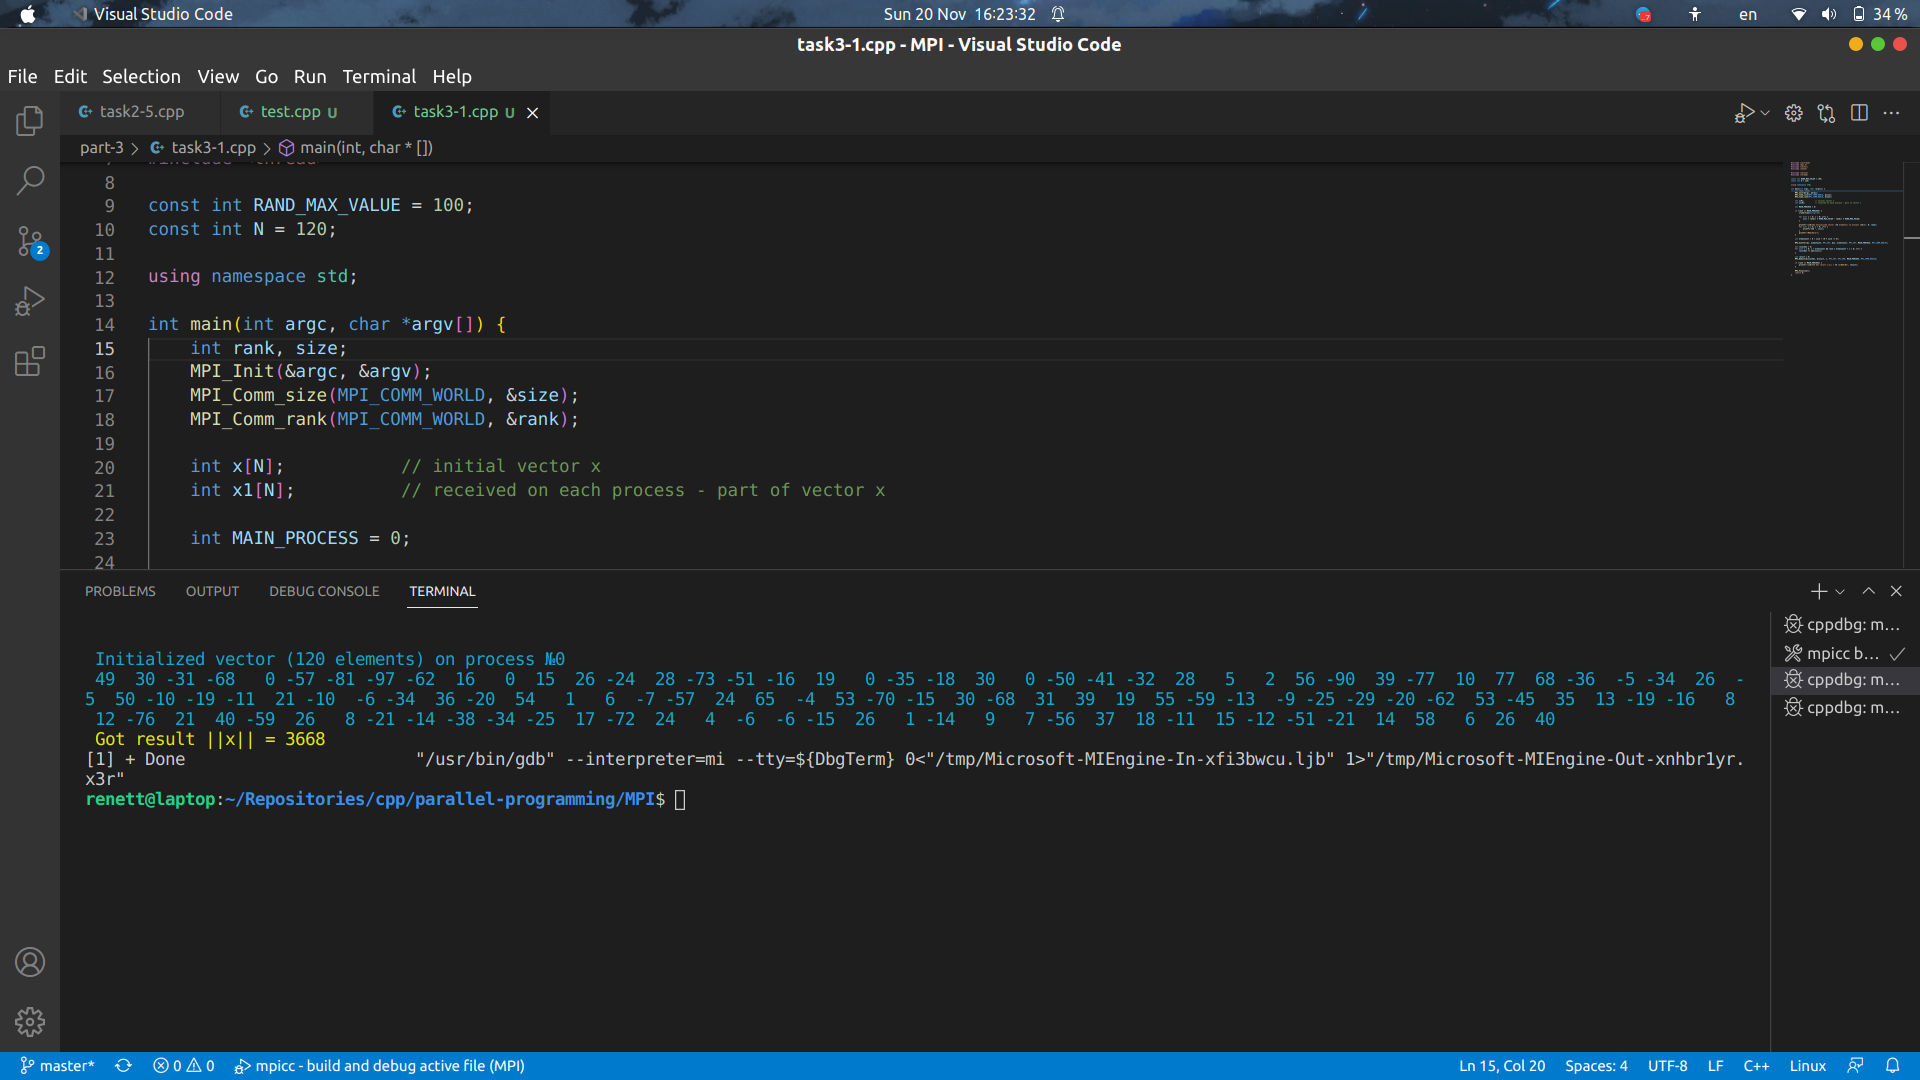 Visual Studio Code
Sun 20 Nov 16:23:32
en
34 %
task3-1.cpp - MPI - Visual Studio Code
File Edit Selection View Go Run Terminal Help
task2-5.cpp
test.cpp U
task3-1.cpp U
part-3 > task3-1.cpp > main(int, char * [])
8
9 const int RAND_MAX_VALUE = 100;
10 const int N = 120;
11
12 using namespace std;
13
14 int main(int argc, char *argv[]) {
15 int rank, size;
16 MPI_Init(&argc, &argv);
17 MPI_Comm_size(MPI_COMM_WORLD, &size);
18 MPI_Comm_rank(MPI_COMM_WORLD, &rank);
19
20 int x[N]; // initial vector x
21 int x1[N]; // received on each process - part of vector x
22
23 int MAIN_PROCESS = 0;
24
2
PROBLEMS OUTPUT DEBUG CONSOLE TERMINAL
Initialized vector (120 elements) on process №0
49 30 -31 -68 0 -57 -81 -97 -62 16 0 15 26 -24 28 -73 -51 -16 19 0 -35 -18 30 0 -50 -41 -32 28 5 2 56 -90 39 -77 10 77 68 -36 -5 -34 26 -
5 50 -10 -19 -11 21 -10 -6 -34 36 -20 54 1 6 -7 -57 24 65 -4 53 -70 -15 30 -68 31 39 19 55 -59 -13 -9 -25 -29 -20 -62 53 -45 35 13 -19 -16 8
12 -76 21 40 -59 26 8 -21 -14 -38 -34 -25 17 -72 24 4 -6 -6 -15 26 1 -14 9 7 -56 37 18 -11 15 -12 -51 -21 14 58 6 26 40
Got result ||x|| = 3668
[1] + Done "/usr/bin/gdb" --interpreter=mi --tty=${DbgTerm} 0<"/tmp/Microsoft-MIEngine-In-xfi3bwcu.ljb" 1>"/tmp/Microsoft-MIEngine-Out-xnhbr1yr.
x3r"
renett@laptop:~/Repositories/cpp/parallel-programming/MPI$
cppdbg: m...
mpicc b...
cppdbg: m...
cppdbg: m...
master* 0 0 mpicc - build and debug active file (MPI)
Ln 15, Col 20 Spaces: 4 UTF-8 LF C++ Linux